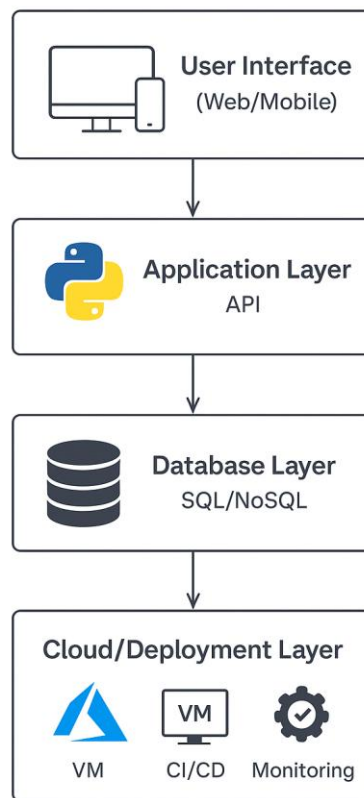 User Interface
(Web/Mobile)
Application Layer
API
Database Layer
SQL/NoSQL
Cloud/Deployment Layer
VM
VM CI/CD Monitoring